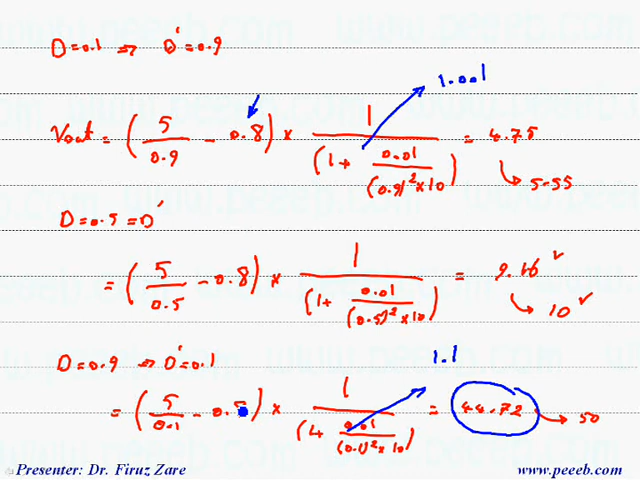 D=0.1 ⇒ D'=0.9
1.001
Vout = ( 5/0.9 − 0.8 ) × 1/(1 + 0.01/((0.9)²×10)) = 4.75
↳ 5.55
D=0.5=D'
= ( 5/0.5 − 0.8 ) × 1/(1 + 0.01/((0.5)²×10)) = 9.16 ✓
↳ 10 ✓
D=0.9 ⇒ D'=0.1
1.1
= ( 5/0.1 − 0.8 ) × 1/(1 + 0.01/((0.1)²×10)) = 44.72 → 50
Presenter: Dr. Firuz Zare
www.peeeb.com